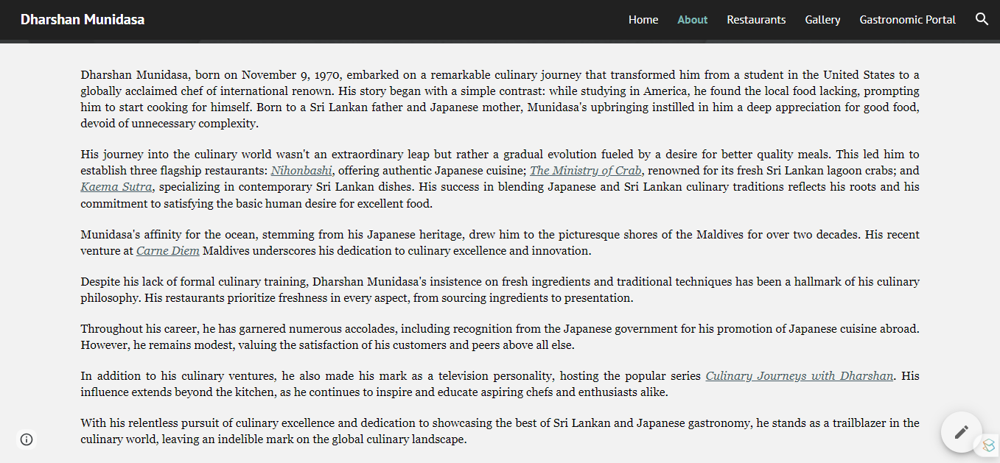 Dharshan Munidasa
Home About Restaurants Gallery Gastronomic Portal
Dharshan Munidasa, born on November 9, 1970, embarked on a remarkable culinary journey that transformed him from a student in the United States to a
globally acclaimed chef of international renown. His story began with a simple contrast: while studying in America, he found the local food lacking, prompting
him to start cooking for himself. Born to a Sri Lankan father and Japanese mother, Munidasa's upbringing instilled in him a deep appreciation for good food,
devoid of unnecessary complexity.
His journey into the culinary world wasn't an extraordinary leap but rather a gradual evolution fueled by a desire for better quality meals. This led him to
establish three flagship restaurants: Nihonbashi, offering authentic Japanese cuisine; The Ministry of Crab, renowned for its fresh Sri Lankan lagoon crabs; and
Kaema Sutra, specializing in contemporary Sri Lankan dishes. His success in blending Japanese and Sri Lankan culinary traditions reflects his roots and his
commitment to satisfying the basic human desire for excellent food.
Munidasa's affinity for the ocean, stemming from his Japanese heritage, drew him to the picturesque shores of the Maldives for over two decades. His recent
venture at Carne Diem Maldives underscores his dedication to culinary excellence and innovation.
Despite his lack of formal culinary training, Dharshan Munidasa's insistence on fresh ingredients and traditional techniques has been a hallmark of his culinary
philosophy. His restaurants prioritize freshness in every aspect, from sourcing ingredients to presentation.
Throughout his career, he has garnered numerous accolades, including recognition from the Japanese government for his promotion of Japanese cuisine abroad.
However, he remains modest, valuing the satisfaction of his customers and peers above all else.
In addition to his culinary ventures, he also made his mark as a television personality, hosting the popular series Culinary Journeys with Dharshan. His
influence extends beyond the kitchen, as he continues to inspire and educate aspiring chefs and enthusiasts alike.
With his relentless pursuit of culinary excellence and dedication to showcasing the best of Sri Lankan and Japanese gastronomy, he stands as a trailblazer in the
culinary world, leaving an indelible mark on the global culinary landscape.